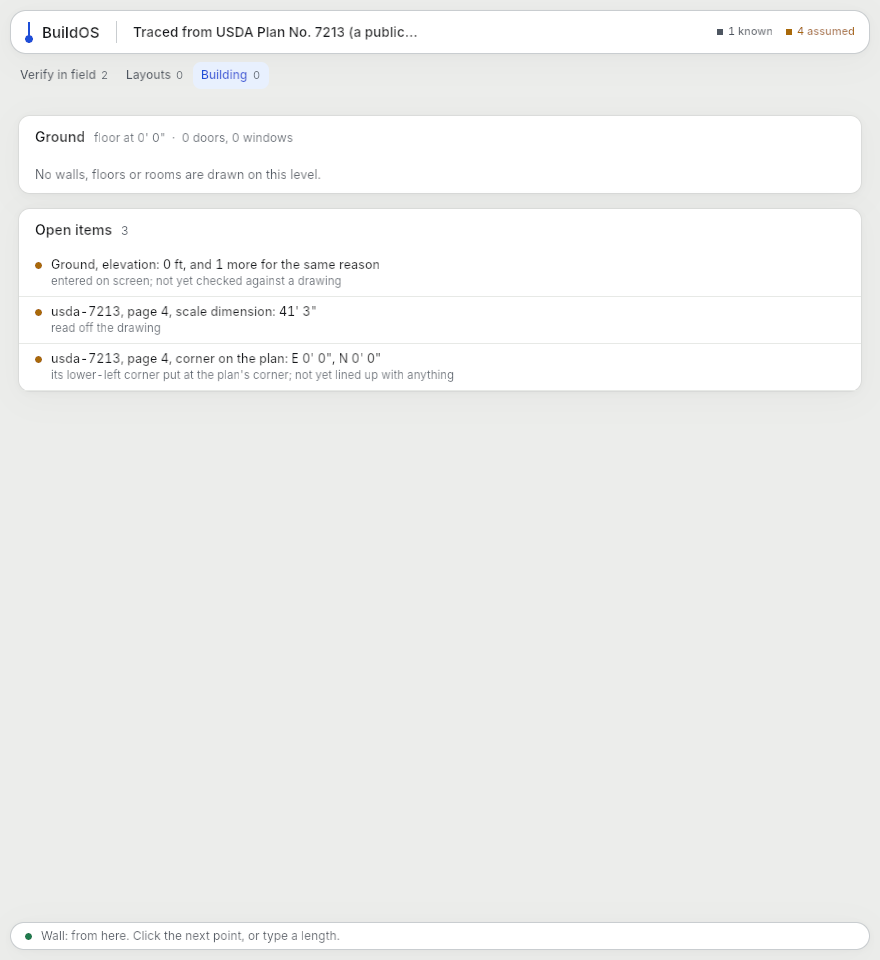 BuildOS
Traced from USDA Plan No. 7213 (a public...
1 known
4 assumed
Verify in field 2
Layouts 0
Building 0
Ground floor at 0' 0" · 0 doors, 0 windows
No walls, floors or rooms are drawn on this level.
Open items 3
Ground, elevation: 0 ft, and 1 more for the same reason
entered on screen; not yet checked against a drawing
usda-7213, page 4, scale dimension: 41' 3"
read off the drawing
usda-7213, page 4, corner on the plan: E 0' 0", N 0' 0"
its lower-left corner put at the plan's corner; not yet lined up with anything
Wall: from here. Click the next point, or type a length.